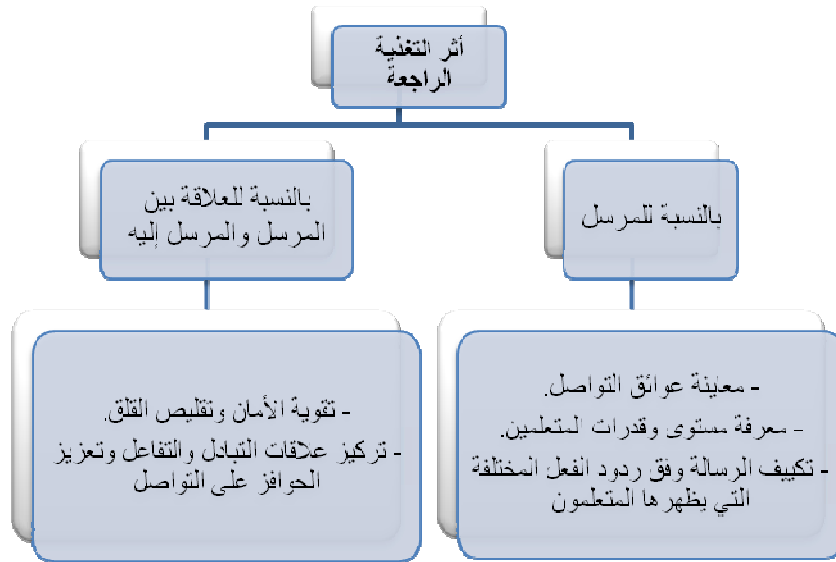 أثر التغذية
الراجعة
بالنسبة للمرسل
بالنسبة للعلاقة بين
المرسل والمرسل إليه
- معاينة عوائق التواصل.
- معرفة مستوى وقدرات المتعلمين.
- تكييف الرسالة وفق ردود الفعل المختلفة
التي يظهرها المتعلمون
- تقوية الأمان وتقليص القلق.
- تركيز علاقات التبادل والتفاعل وتعزيز
الحوافز على التواصل